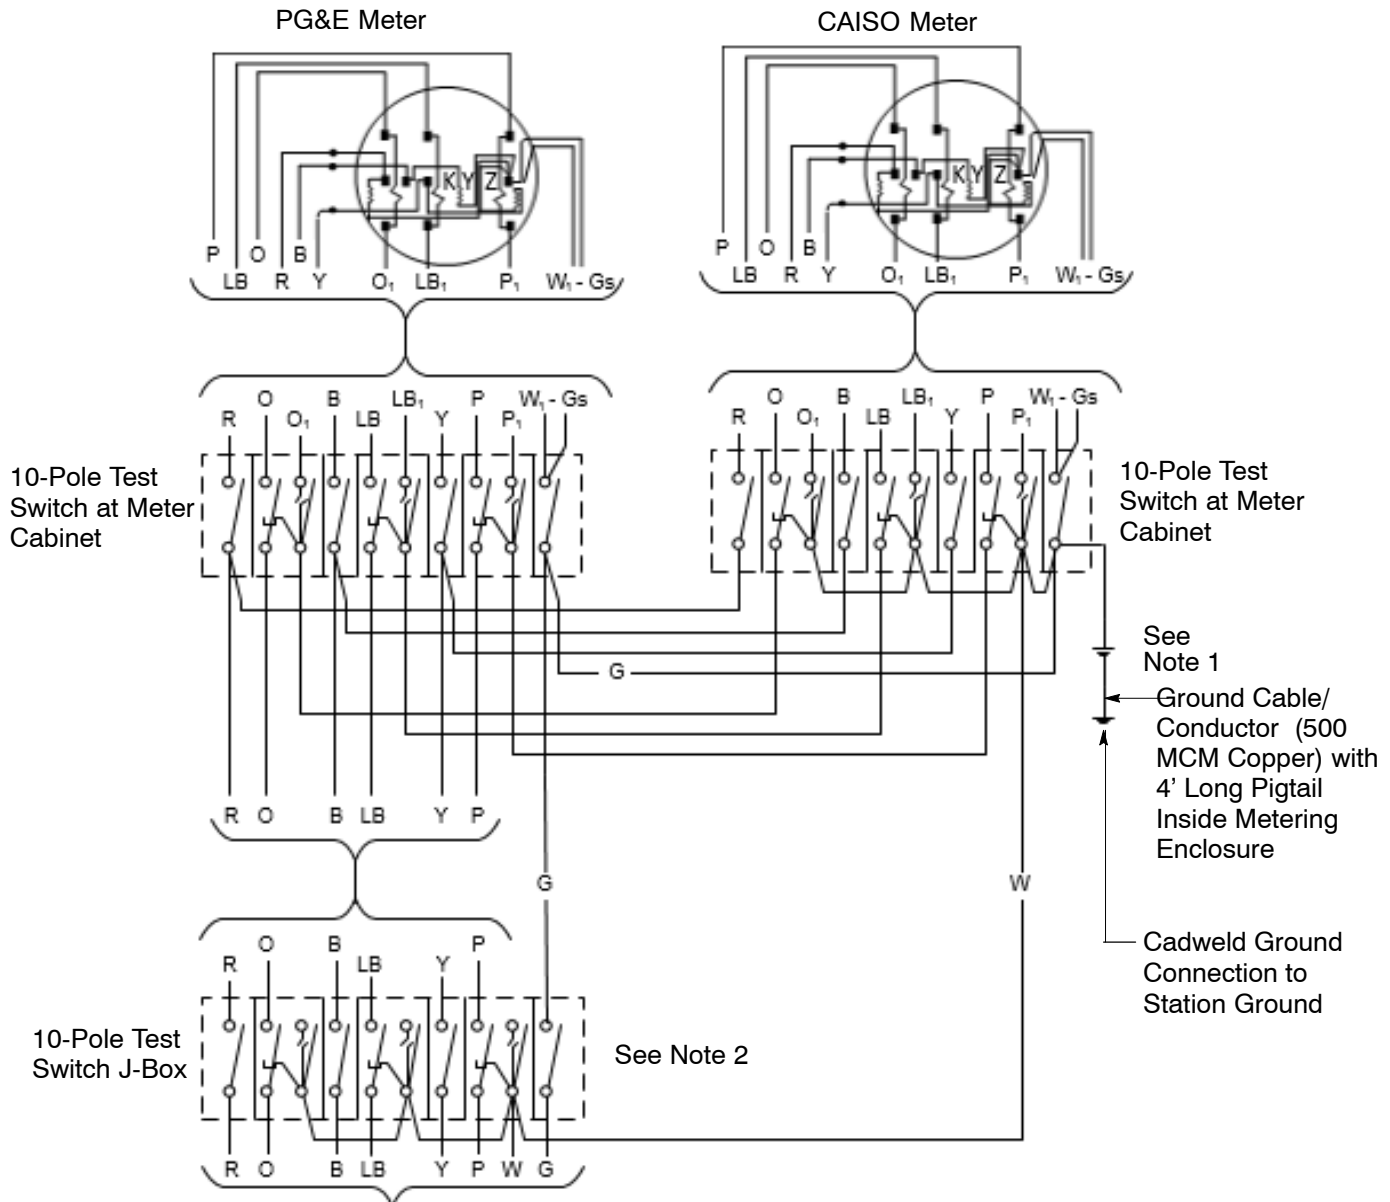 PG&E Meter
CAISO Meter
K Y Z
K Y Z
P
O
B
LB
R
Y
O₁
LB₁
P₁
W₁ - Gs
P
O
B
LB
R
Y
O₁
LB₁
P₁
W₁ - Gs
R
O
O₁
B
LB
LB₁
Y
P
P₁
W₁ - Gs
R
O
O₁
B
LB
LB₁
Y
P
P₁
W₁ - Gs
10-Pole Test
Switch at Meter
Cabinet
10-Pole Test
Switch at Meter
Cabinet
G
See
Note 1
Ground Cable/
Conductor (500
MCM Copper) with
4’ Long Pigtail
Inside Metering
Enclosure
R O B LB Y P
G
W
Cadweld Ground
Connection to
Station Ground
R
O
B
LB
Y
P
10-Pole Test
Switch J-Box
See Note 2
R O B LB Y P W G